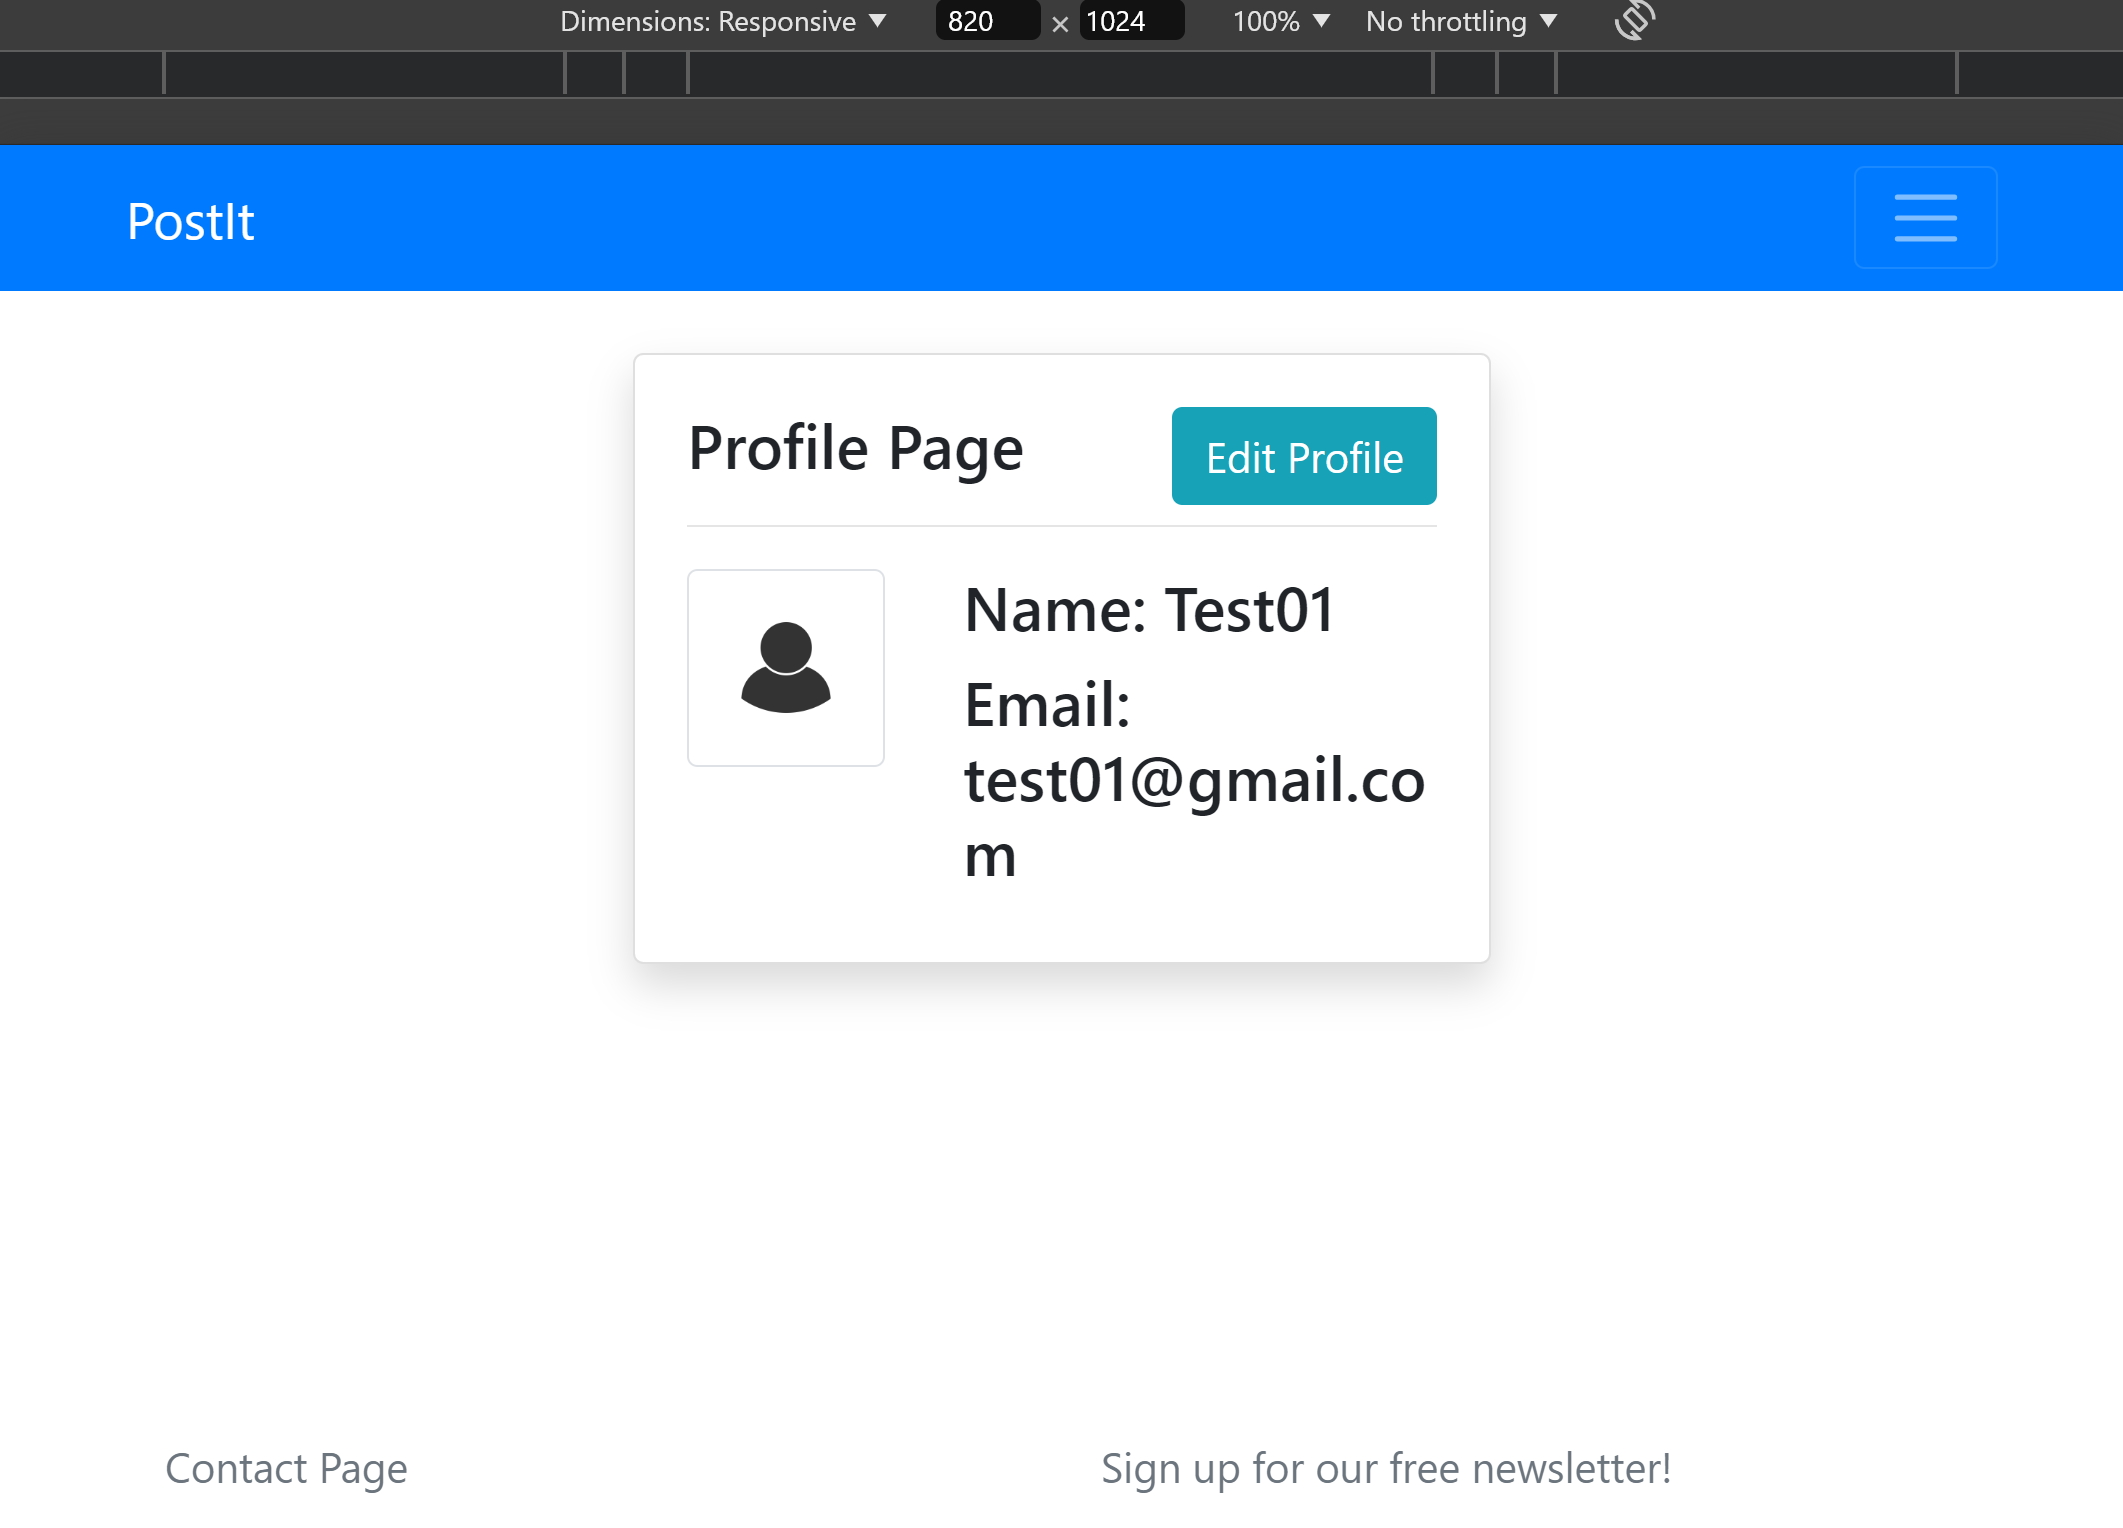 Dimensions: Responsive ▼ 820 × 1024 100% ▼ No throttling ▼
PostIt
Profile Page Edit Profile
Name: Test01
Email:
test01@gmail.co
m
Contact Page Sign up for our free newsletter!